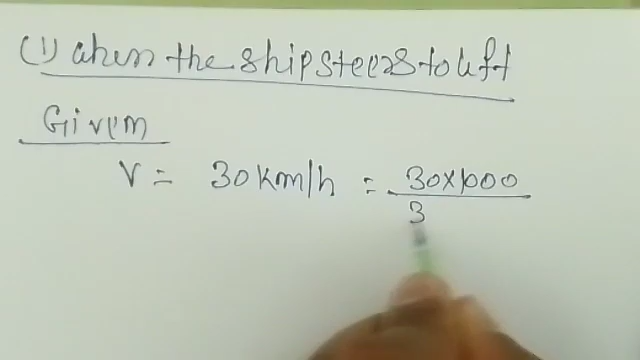 (1) When the ship steers to left
Given
V = 30 km/h = 30×1000
3